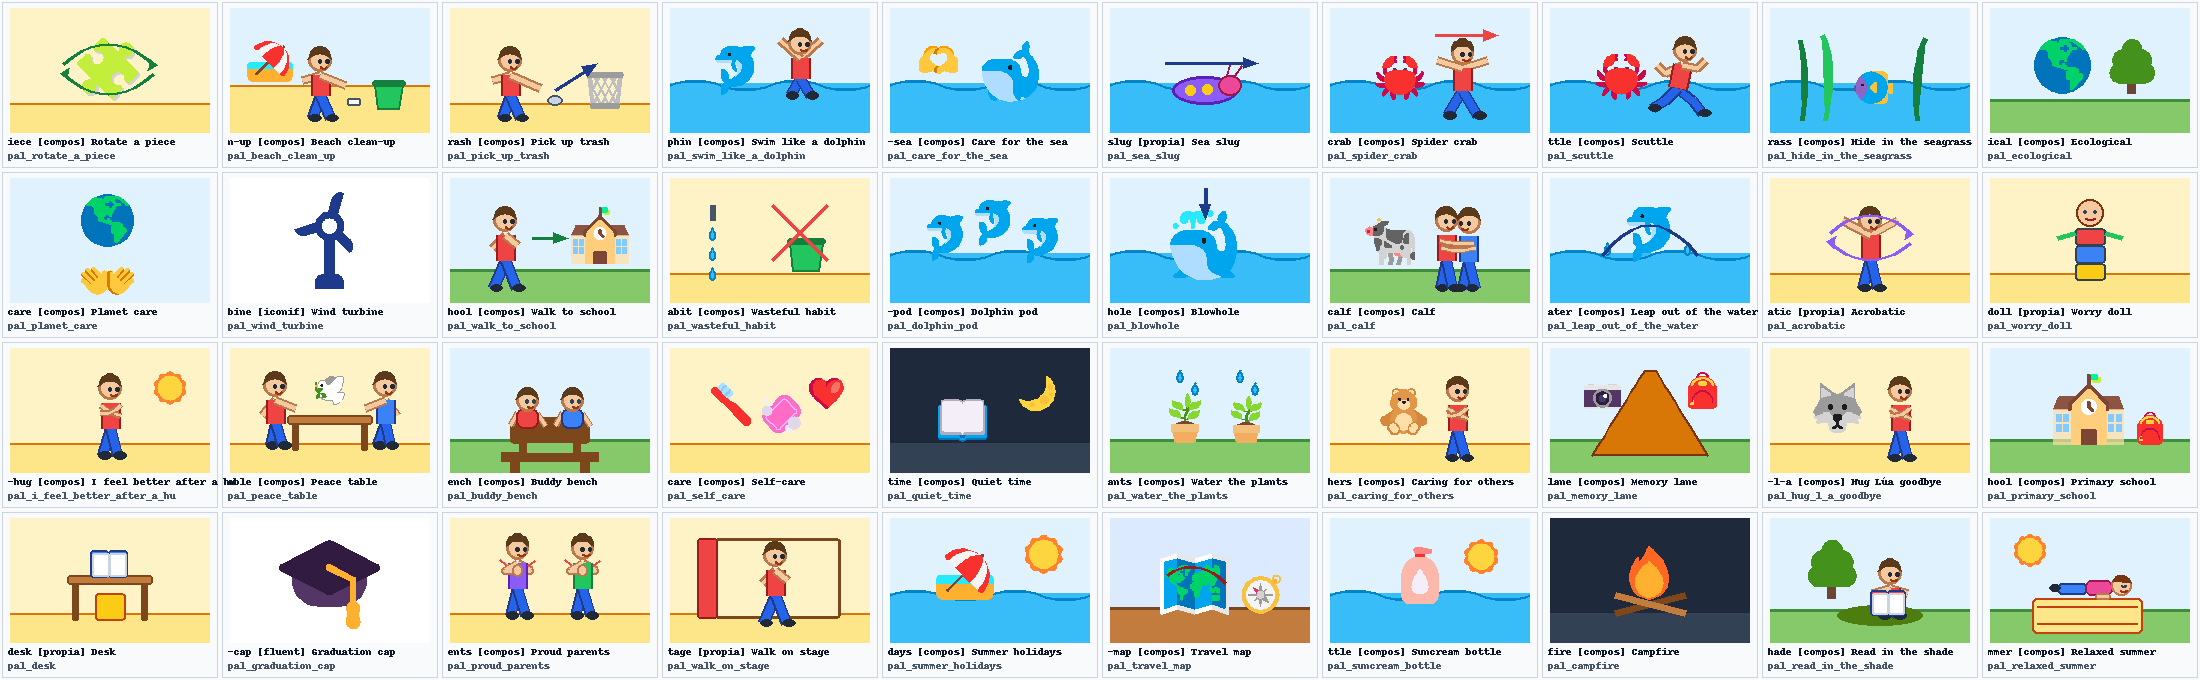 iece [compos] Rotate a piece
pal_rotate_a_piece
n-up [compos] Beach clean-up
pal_beach_clean_up
rash [compos] Pick up trash
pal_pick_up_trash
phin [compos] Swim like a dolphin
pal_swim_like_a_dolphin
-sea [compos] Care for the sea
pal_care_for_the_sea
slug [propia] Sea slug
pal_sea_slug
crab [compos] Spider crab
pal_spider_crab
ttle [compos] Scuttle
pal_scuttle
rass [compos] Hide in the seagrass
pal_hide_in_the_seagrass
ical [compos] Ecological
pal_ecological
care [compos] Planet care
pal_planet_care
bine [iconif] Wind turbine
pal_wind_turbine
hool [compos] Walk to school
pal_walk_to_school
abit [compos] Wasteful habit
pal_wasteful_habit
-pod [compos] Dolphin pod
pal_dolphin_pod
hole [compos] Blowhole
pal_blowhole
calf [compos] Calf
pal_calf
ater [compos] Leap out of the water
pal_leap_out_of_the_water
atic [propia] Acrobatic
pal_acrobatic
doll [propia] Worry doll
pal_worry_doll
-hug [compos] I feel better after a
pal_i_feel_better_after_a_hu
able [compos] Peace table
pal_peace_table
ench [compos] Buddy bench
pal_buddy_bench
care [compos] Self-care
pal_self_care
time [compos] Quiet time
pal_quiet_time
ants [compos] Water the plants
pal_water_the_plants
hers [compos] Caring for others
pal_caring_for_others
lane [compos] Memory lane
pal_memory_lane
-l-a [compos] Hug Lúa goodbye
pal_hug_l_a_goodbye
hool [compos] Primary school
pal_primary_school
desk [propia] Desk
pal_desk
-cap [fluent] Graduation cap
pal_graduation_cap
ents [compos] Proud parents
pal_proud_parents
tage [propia] Walk on stage
pal_walk_on_stage
days [compos] Summer holidays
pal_summer_holidays
-map [compos] Travel map
pal_travel_map
ttle [compos] Suncream bottle
pal_suncream_bottle
fire [compos] Campfire
pal_campfire
hade [compos] Read in the shade
pal_read_in_the_shade
mmer [compos] Relaxed summer
pal_relaxed_summer